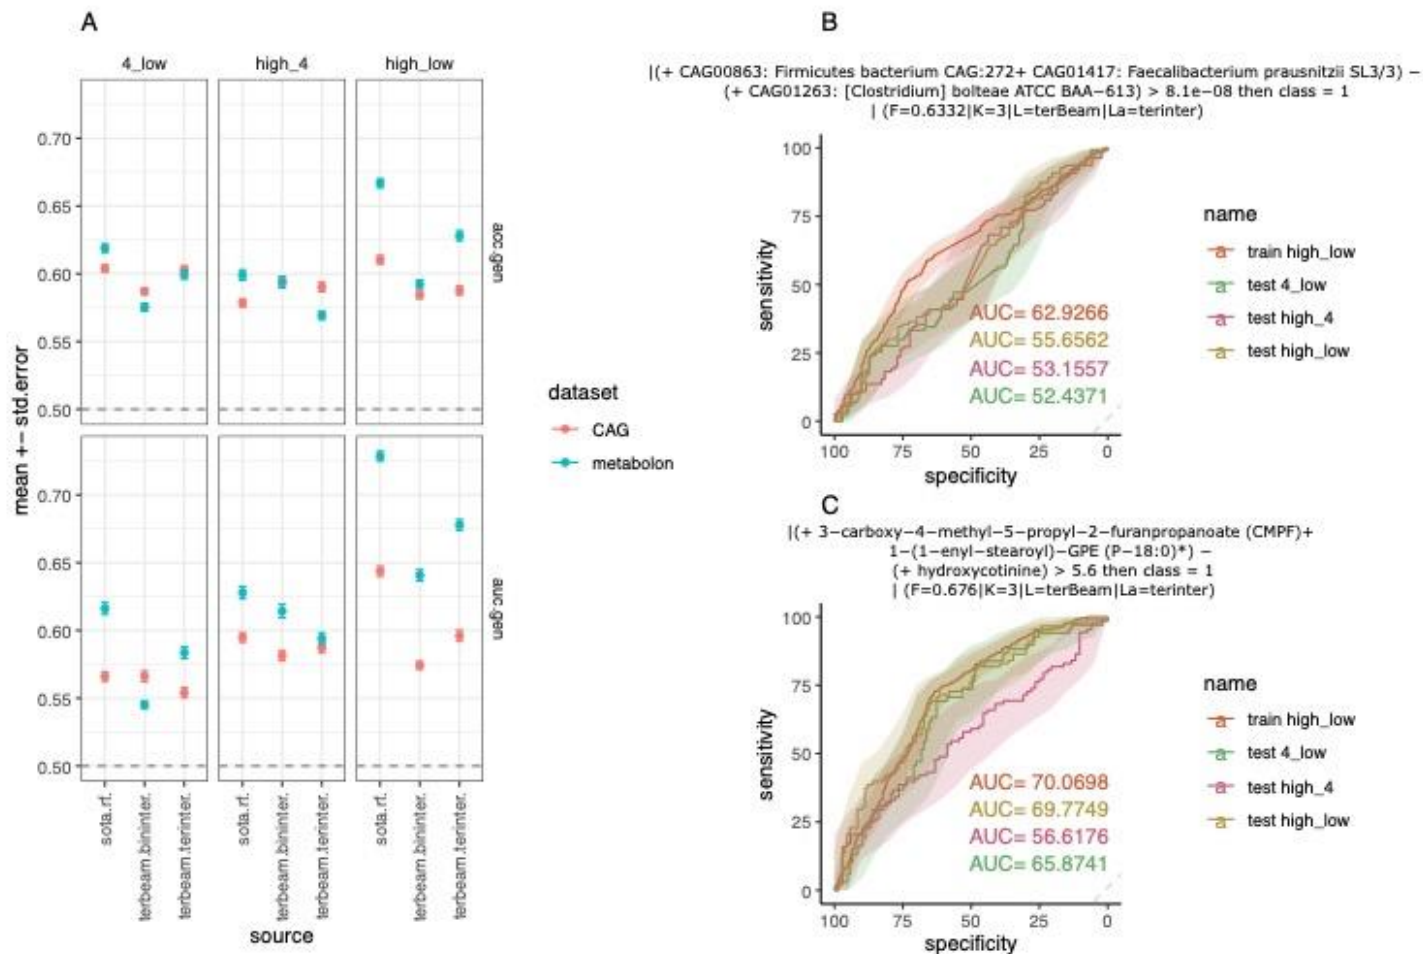 A
4_low
high_4
high_low
0.70
0.65
0.60
0.55
0.50
acc.gen
0.70
0.65
0.60
0.55
0.50
auc.gen
mean +− std.error
sota.rf.
terbeam.bininter.
terbeam.terinter.
sota.rf.
terbeam.bininter.
terbeam.terinter.
sota.rf.
terbeam.bininter.
terbeam.terinter.
source
dataset
CAG
metabolon
B
|(+ CAG00863: Firmicutes bacterium CAG:272+ CAG01417: Faecalibacterium prausnitzii SL3/3) −
(+ CAG01263: [Clostridium] bolteae ATCC BAA−613) > 8.1e−08 then class = 1
| (F=0.6332|K=3|L=terBeam|La=terinter)
100
75
50
25
0
sensitivity
AUC= 62.9266
AUC= 55.6562
AUC= 53.1557
AUC= 52.4371
100 75 50 25 0
specificity
name
a train high_low
a test 4_low
a test high_4
a test high_low
C
|(+ 3−carboxy−4−methyl−5−propyl−2−furanpropanoate (CMPF)+
1−(1−enyl−stearoyl)−GPE (P−18:0)*) −
(+ hydroxycotinine) > 5.6 then class = 1
| (F=0.676|K=3|L=terBeam|La=terinter)
100
75
50
25
0
sensitivity
AUC= 70.0698
AUC= 69.7749
AUC= 56.6176
AUC= 65.8741
100 75 50 25 0
specificity
name
a train high_low
a test 4_low
a test high_4
a test high_low